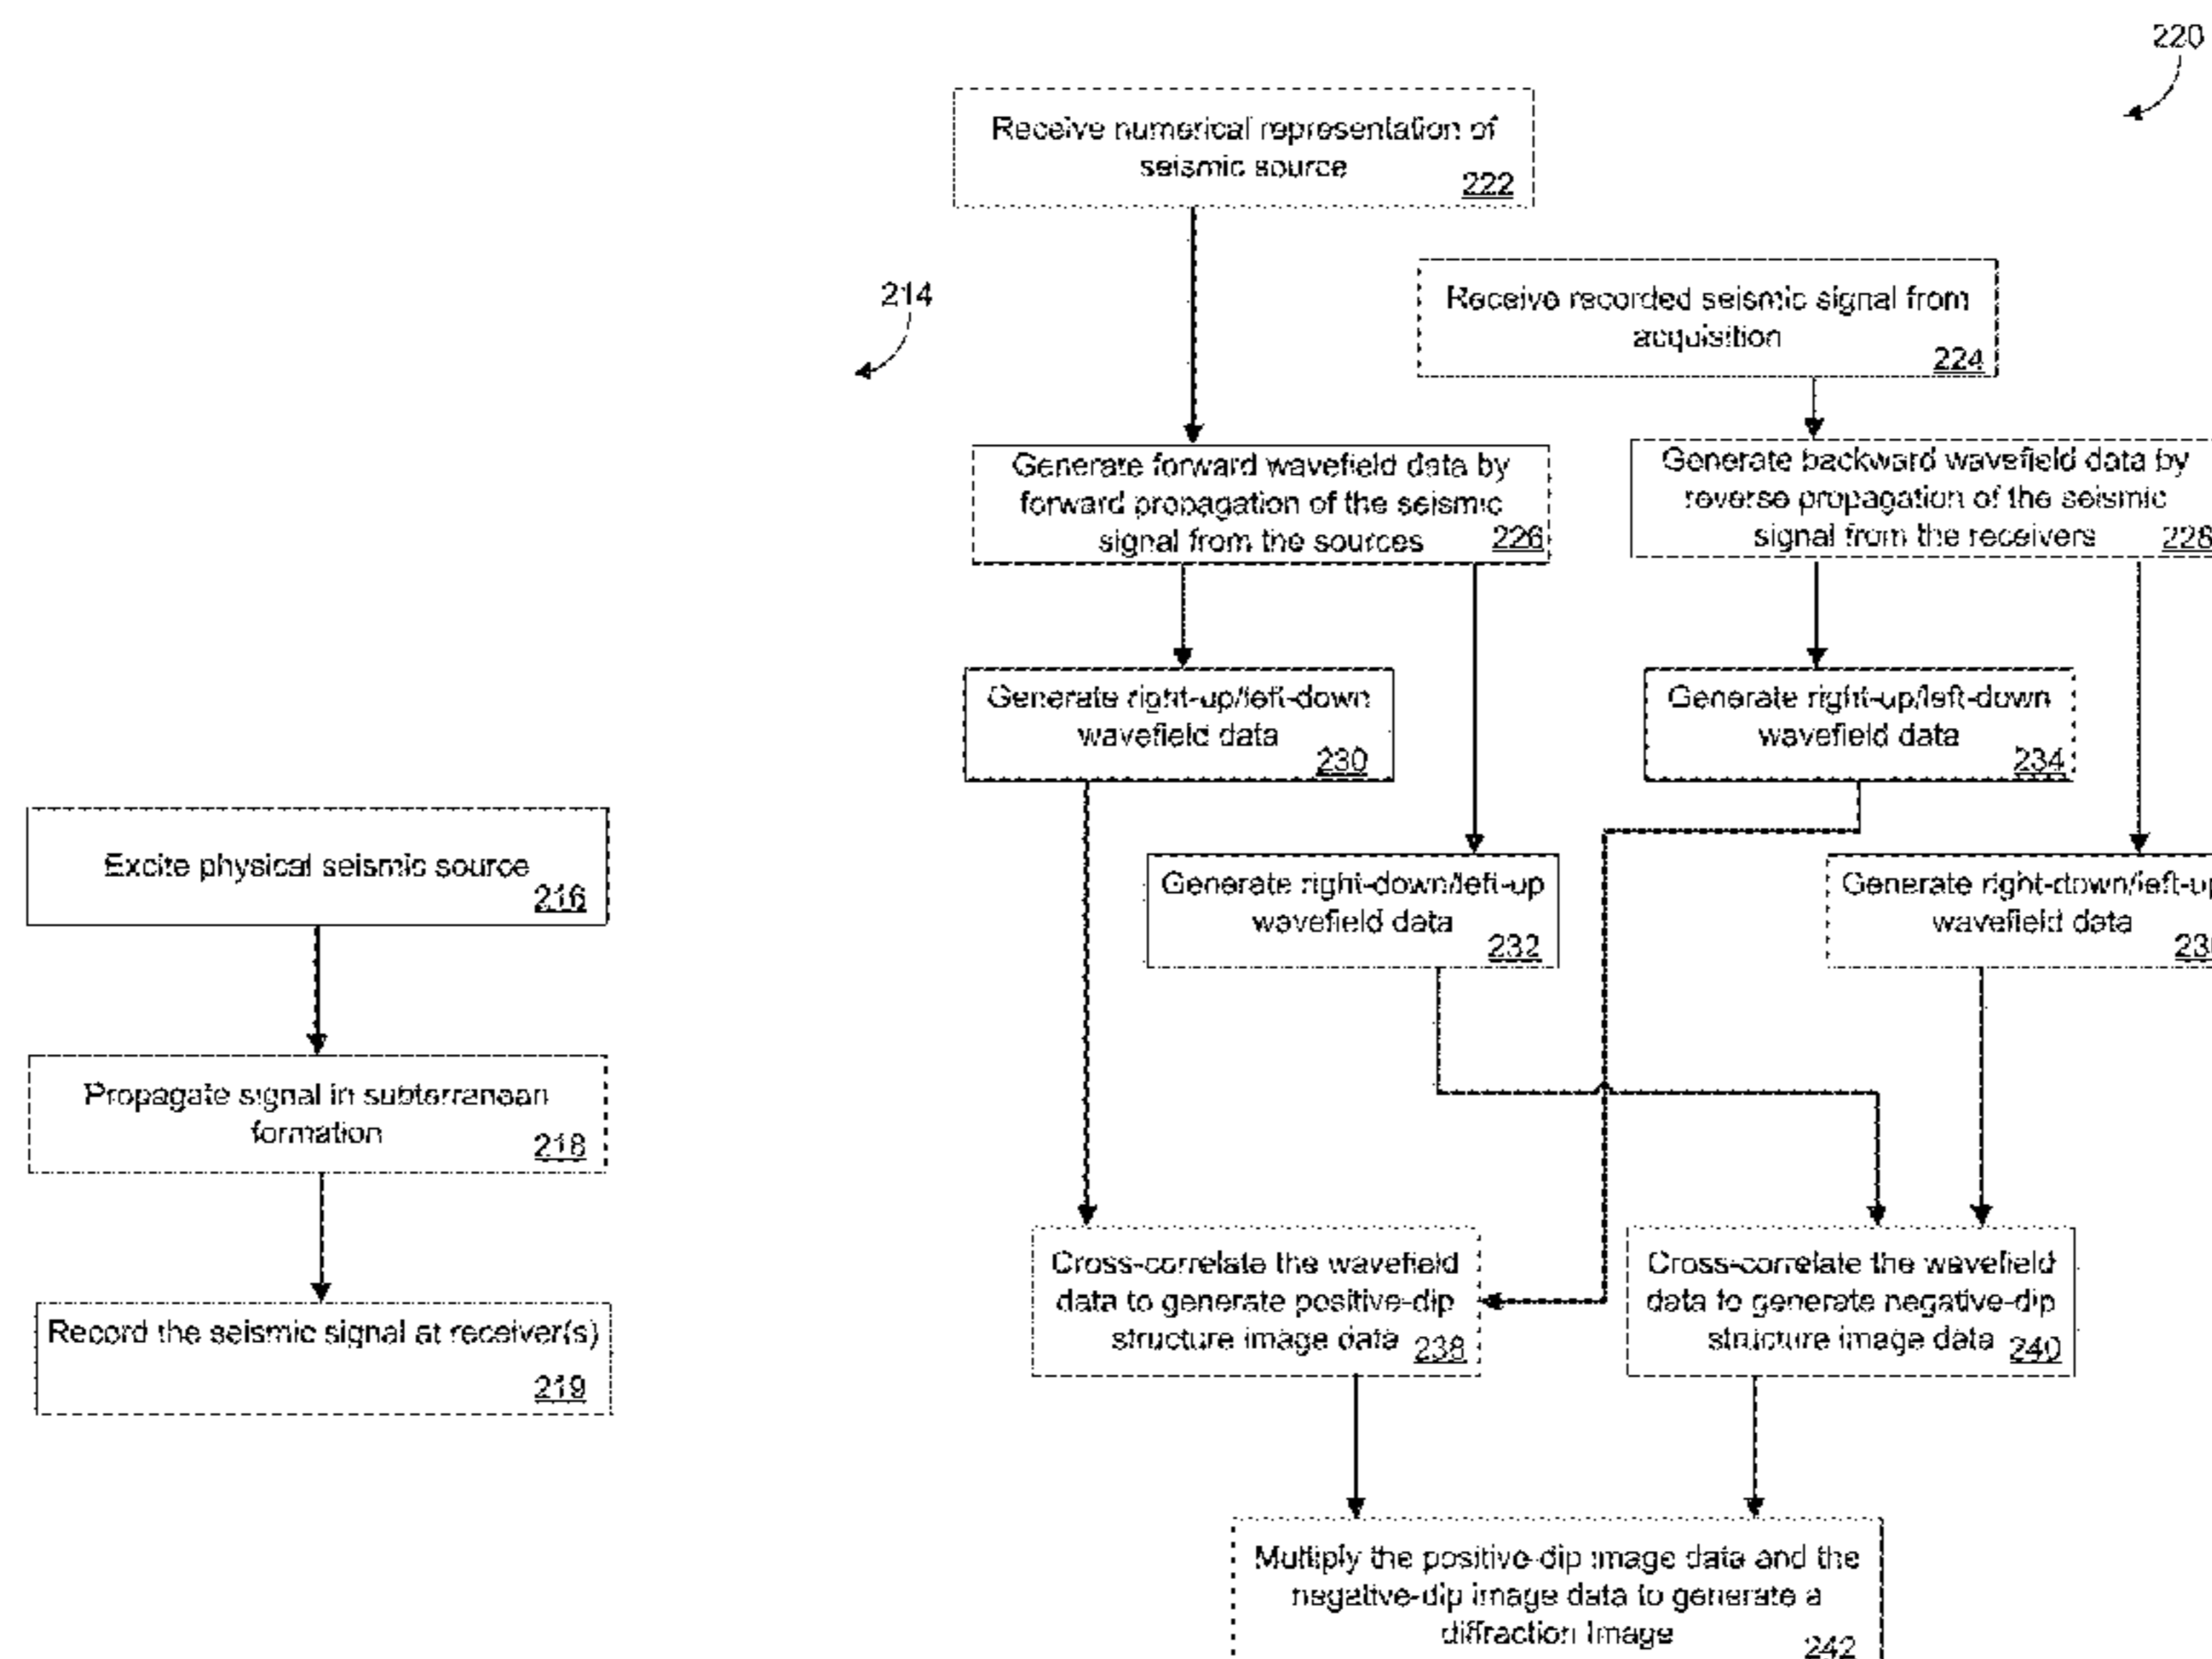 220
Receive numerical representation of
seismic source
222
214
Receive recorded seismic signal from
acquisition
224
Generate forward wavefield data by
forward propagation of the seismic
signal from the sources
226
Generate backward wavefield data by
reverse propagation of the seismic
signal from the receivers
228
Generate right-up/left-down
wavefield data
230
Generate right-up/left-down
wavefield data
234
Excite physical seismic source
216
Generate right-down/left-up
wavefield data
232
Generate right-down/left-up
wavefield data
Propagate signal in subterranean
formation
218
Record the seismic signal at receiver(s)
219
Cross-correlate the wavefield
data to generate positive-dip
structure image data
238
Cross-correlate the wavefield
data to generate negative-dip
structure image data
240
Multiply the positive-dip image data and the
negative-dip image data to generate a
diffraction image
242